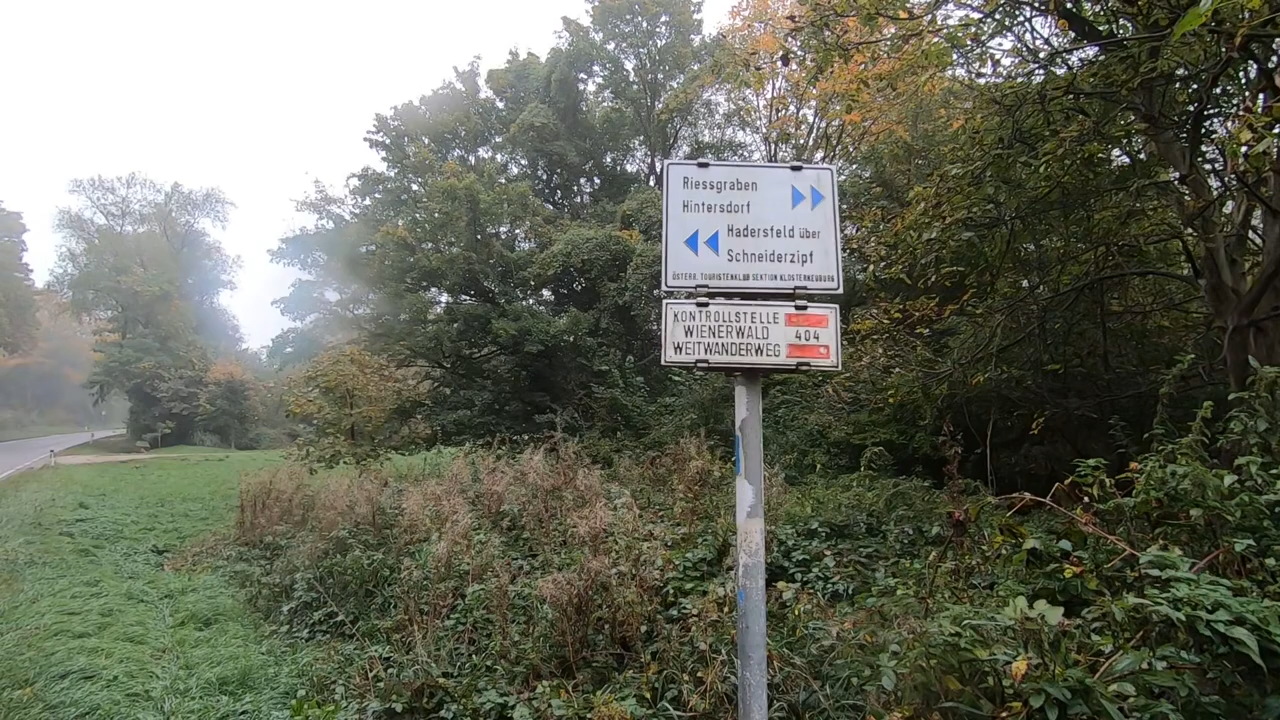 Riessgraben
Hintersdorf
Hadersfeld über
Schneiderzipf
ÖSTERR. TOURISTENKLUB SEKTION KLOSTERNEUBURG
KONTROLLSTELLE
WIENERWALD 404
WEITWANDERWEG